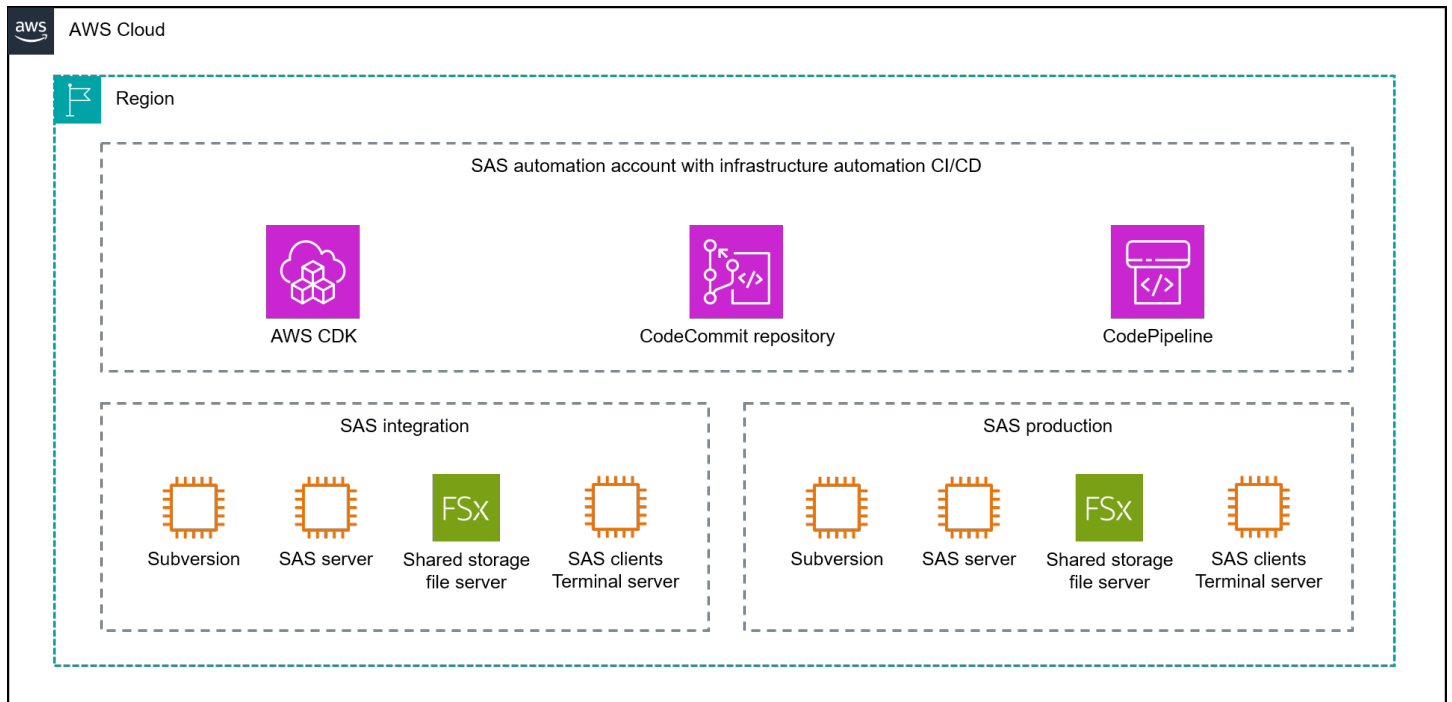 aws
AWS Cloud
Region
SAS automation account with infrastructure automation CI/CD
</>
</>
AWS CDK
CodeCommit repository
CodePipeline
SAS integration
FSx
Subversion
SAS server
Shared storage
file server
SAS clients
Terminal server
SAS production
FSx
Subversion
SAS server
Shared storage
file server
SAS clients
Terminal server